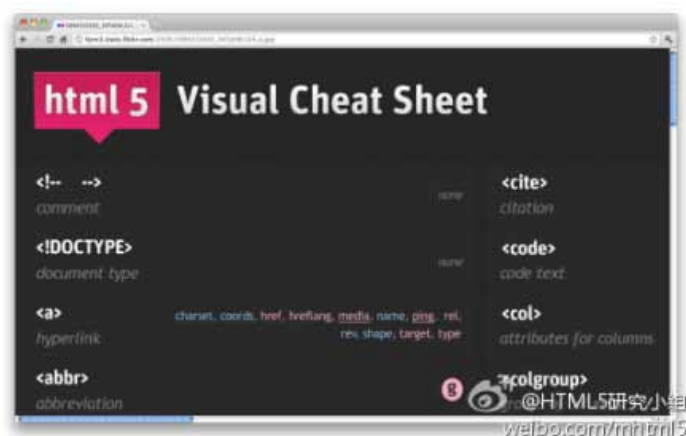 html 5 Visual Cheat Sheet
<!-- -->
comment
none
<!DOCTYPE>
document type
none
<a>
hyperlink
charset, coords, href, hreflang, media, name, ping, rel,
rev, shape, target, type
<abbr>
abbreviation
g
<cite>
citation
<code>
code text
<col>
attributes for columns
<colgroup>
@HTML5研究小组
weibo.com/mhtml5